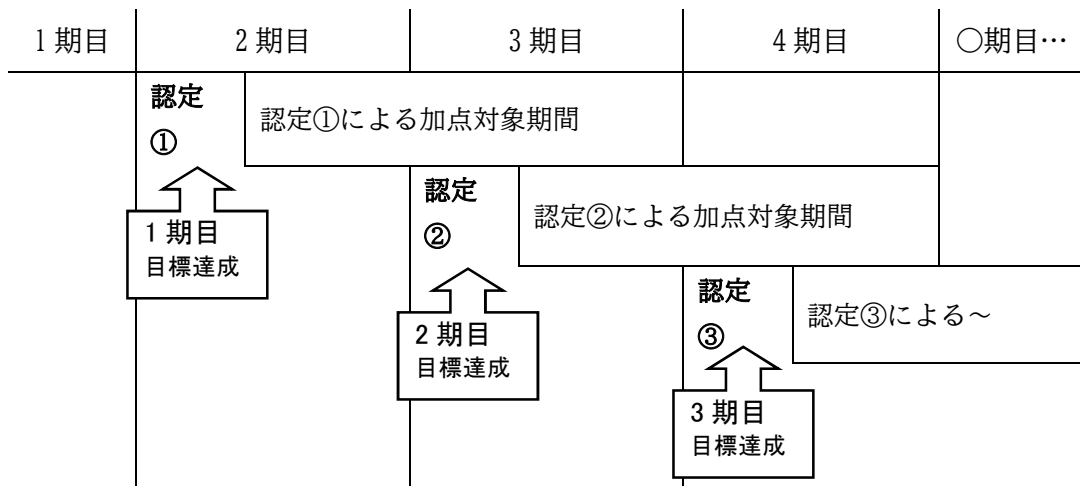 1期目 2期目 3期目 4期目 ○期目…
認定
①
認定①による加点対象期間
1期目
目標達成
認定
②
認定②による加点対象期間
2期目
目標達成
認定
③
認定③による～
3期目
目標達成